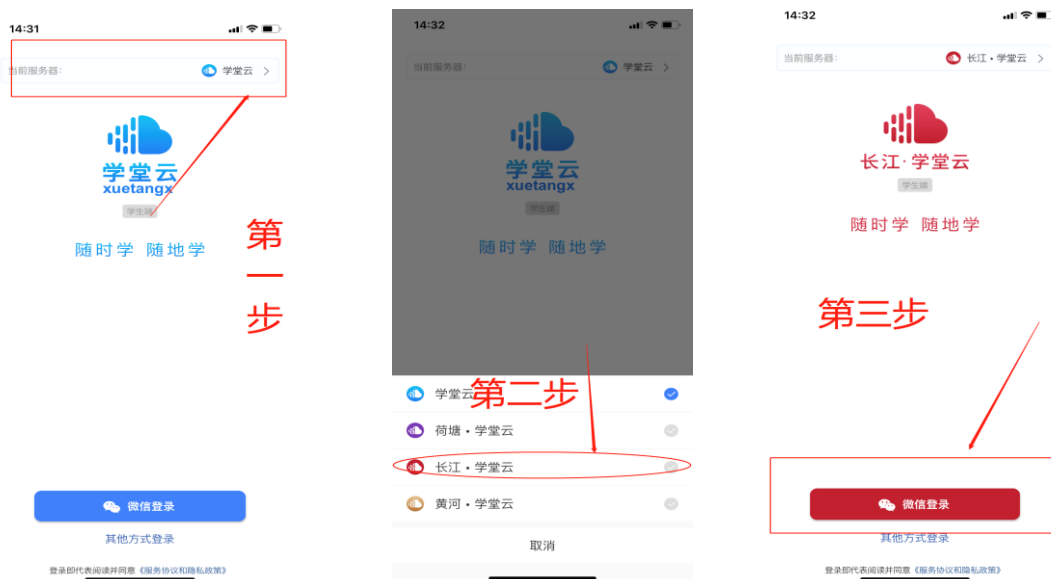 14:31
当前服务器:
学堂云
学堂云
xuetangx
学生端
随时学 随地学
第一步
微信登录
其他方式登录
登录即代表阅读并同意《服务协议和隐私政策》
14:32
当前服务器:
学堂云
学堂云
xuetangx
学生端
随时学 随地学
第二步
学堂云
荷塘・学堂云
长江・学堂云
黄河・学堂云
取消
14:32
当前服务器:
长江・学堂云
长江·学堂云
学生端
随时学 随地学
第三步
微信登录
其他方式登录
登录即代表阅读并同意《服务协议和隐私政策》